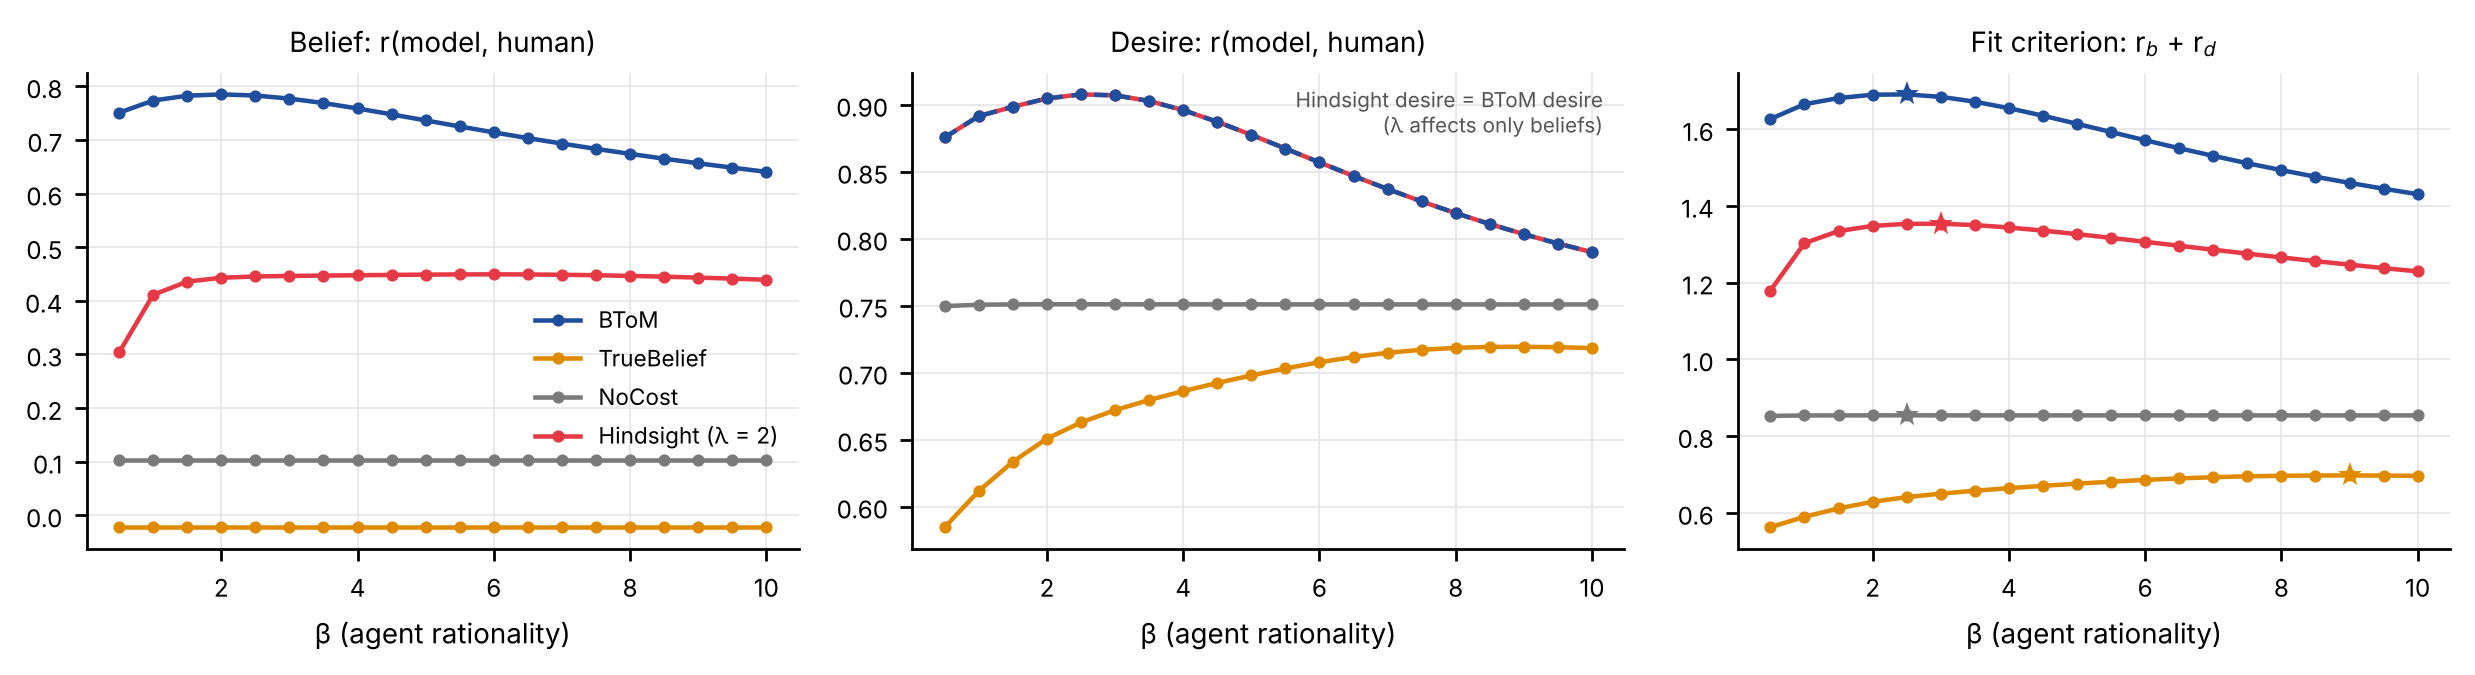 Belief: r(model, human)
0.8
0.7
0.6
0.5
0.4
0.3
0.2
0.1
0.0
2 4 6 8 10
β (agent rationality)
BToM
TrueBelief
NoCost
Hindsight (λ = 2)
Desire: r(model, human)
Hindsight desire = BToM desire
(λ affects only beliefs)
0.90
0.85
0.80
0.75
0.70
0.65
0.60
2 4 6 8 10
β (agent rationality)
Fit criterion: r_b + r_d
1.6
1.4
1.2
1.0
0.8
0.6
2 4 6 8 10
β (agent rationality)